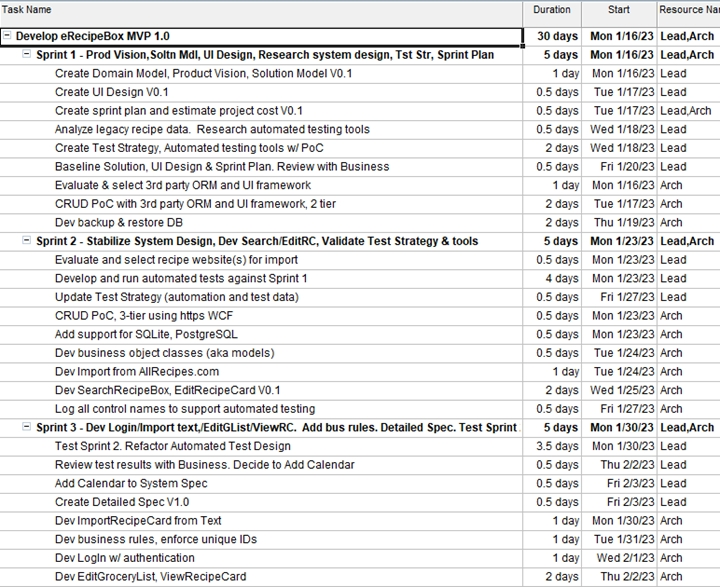 Task Name Duration Start Resource Nar
Develop eRecipeBox MVP 1.0 30 days Mon 1/16/23 Lead,Arch
Sprint 1 - Prod Vision,Soltn Mdl, UI Design, Research system design, Tst Str, Sprint Plan 5 days Mon 1/16/23 Lead,Arch
Create Domain Model, Product Vision, Solution Model V0.1 1 day Mon 1/16/23 Lead
Create UI Design V0.1 0.5 days Tue 1/17/23 Lead
Create sprint plan and estimate project cost V0.1 0.5 days Tue 1/17/23 Lead,Arch
Analyze legacy recipe data. Research automated testing tools 0.5 days Wed 1/18/23 Lead
Create Test Strategy, Automated testing tools w/ PoC 2 days Wed 1/18/23 Lead
Baseline Solution, UI Design & Sprint Plan. Review with Business 0.5 days Fri 1/20/23 Lead
Evaluate & select 3rd party ORM and UI framework 1 day Mon 1/16/23 Arch
CRUD PoC with 3rd party ORM and UI framework, 2 tier 2 days Tue 1/17/23 Arch
Dev backup & restore DB 2 days Thu 1/19/23 Arch
Sprint 2 - Stabilize System Design, Dev Search/EditRC, Validate Test Strategy & tools 5 days Mon 1/23/23 Lead,Arch
Evaluate and select recipe website(s) for import 0.5 days Mon 1/23/23 Lead
Develop and run automated tests against Sprint 1 4 days Mon 1/23/23 Lead
Update Test Strategy (automation and test data) 0.5 days Fri 1/27/23 Lead
CRUD PoC, 3-tier using https WCF 0.5 days Mon 1/23/23 Arch
Add support for SQLite, PostgreSQL 0.5 days Mon 1/23/23 Arch
Dev business object classes (aka models) 0.5 days Tue 1/24/23 Arch
Dev Import from AllRecipes.com 1 day Tue 1/24/23 Arch
Dev SearchRecipeBox, EditRecipeCard V0.1 2 days Wed 1/25/23 Arch
Log all control names to support automated testing 0.5 days Fri 1/27/23 Arch
Sprint 3 - Dev Login/Import text,/EditGList/ViewRC. Add bus rules. Detailed Spec. Test Sprint 5 days Mon 1/30/23 Lead,Arch
Test Sprint 2. Refactor Automated Test Design 3.5 days Mon 1/30/23 Lead
Review test results with Business. Decide to Add Calendar 0.5 days Thu 2/2/23 Lead
Add Calendar to System Spec 0.5 days Fri 2/3/23 Lead
Create Detailed Spec V1.0 0.5 days Fri 2/3/23 Lead
Dev ImportRecipeCard from Text 1 day Mon 1/30/23 Arch
Dev business rules, enforce unique IDs 1 day Tue 1/31/23 Arch
Dev LogIn w/ authentication 1 day Wed 2/1/23 Arch
Dev EditGroceryList, ViewRecipeCard 2 days Thu 2/2/23 Arch